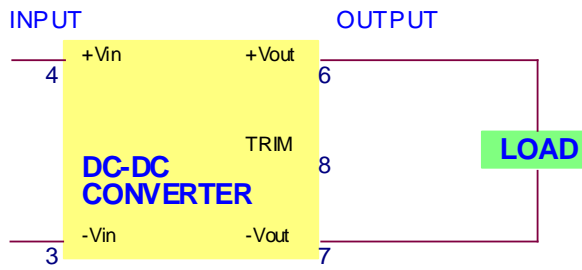 INPUT OUTPUT
+Vin +Vout
4 6
TRIM
8
DC-DC
CONVERTER
LOAD
-Vin -Vout
3 7